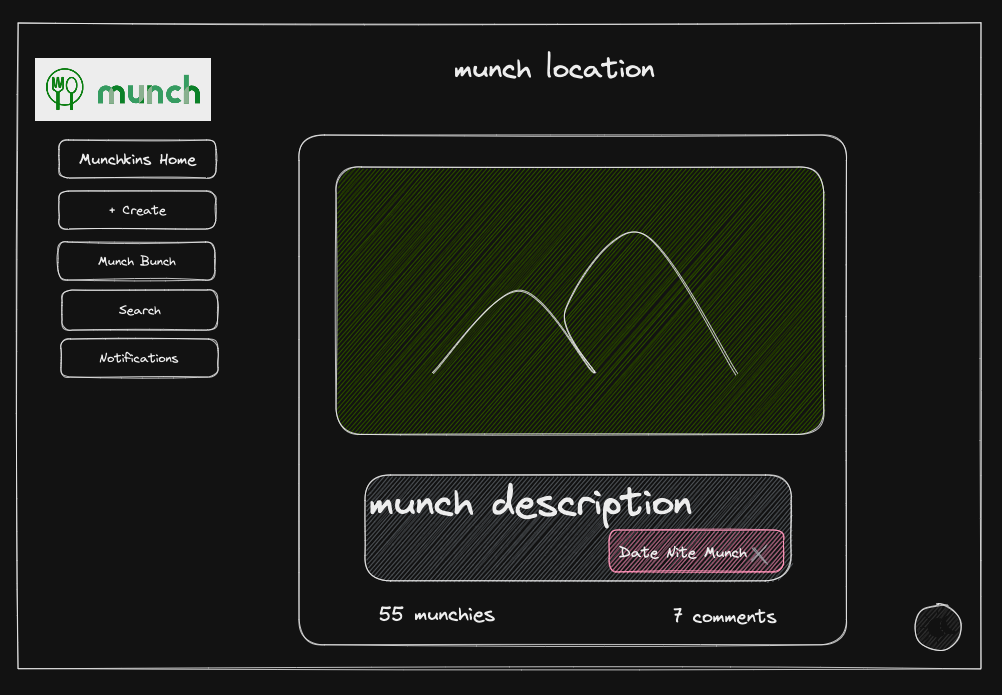 munch location
munch
Munchkins Home
+ Create
Munch Bunch
Search
Notifications
munch description
Date Nite Munch
55 munchies
7 comments